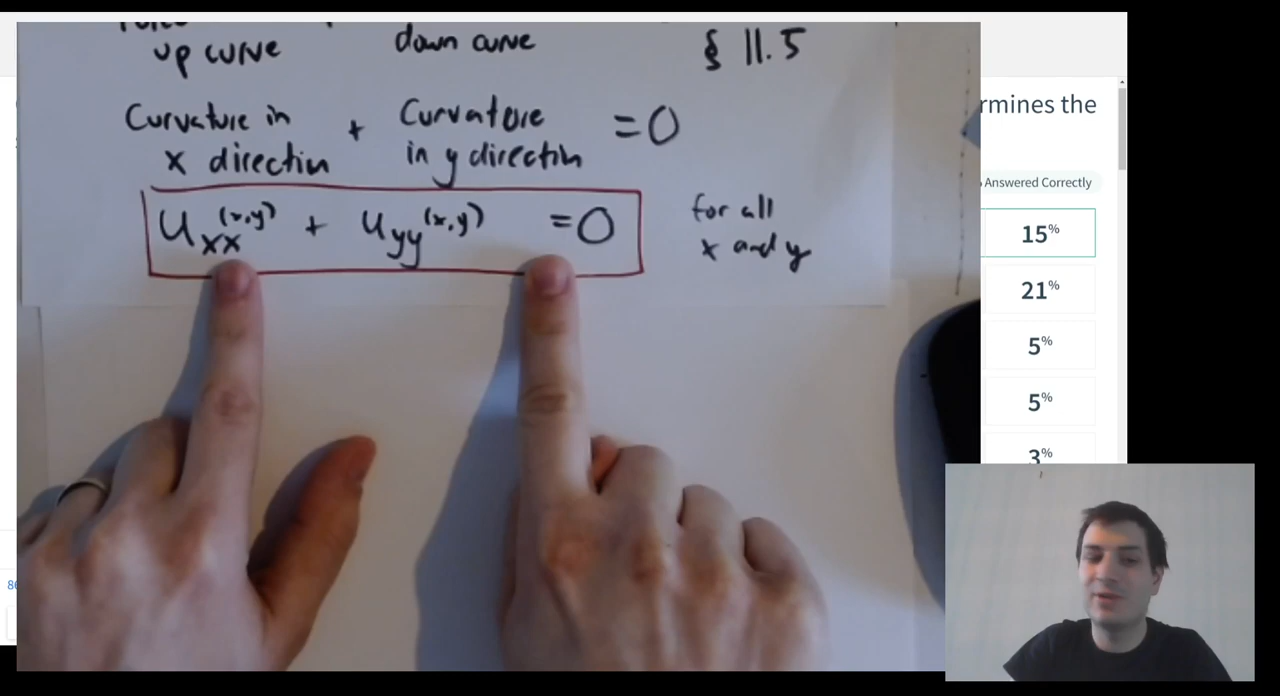 up curve down curve § 11.5
Curvature in + Curvature =0
x direction in y direction
u_xx (x,y) + u_yy (x,y) =0
for all
x and y
rmines the
Answered Correctly
15%
21%
5%
5%
3%